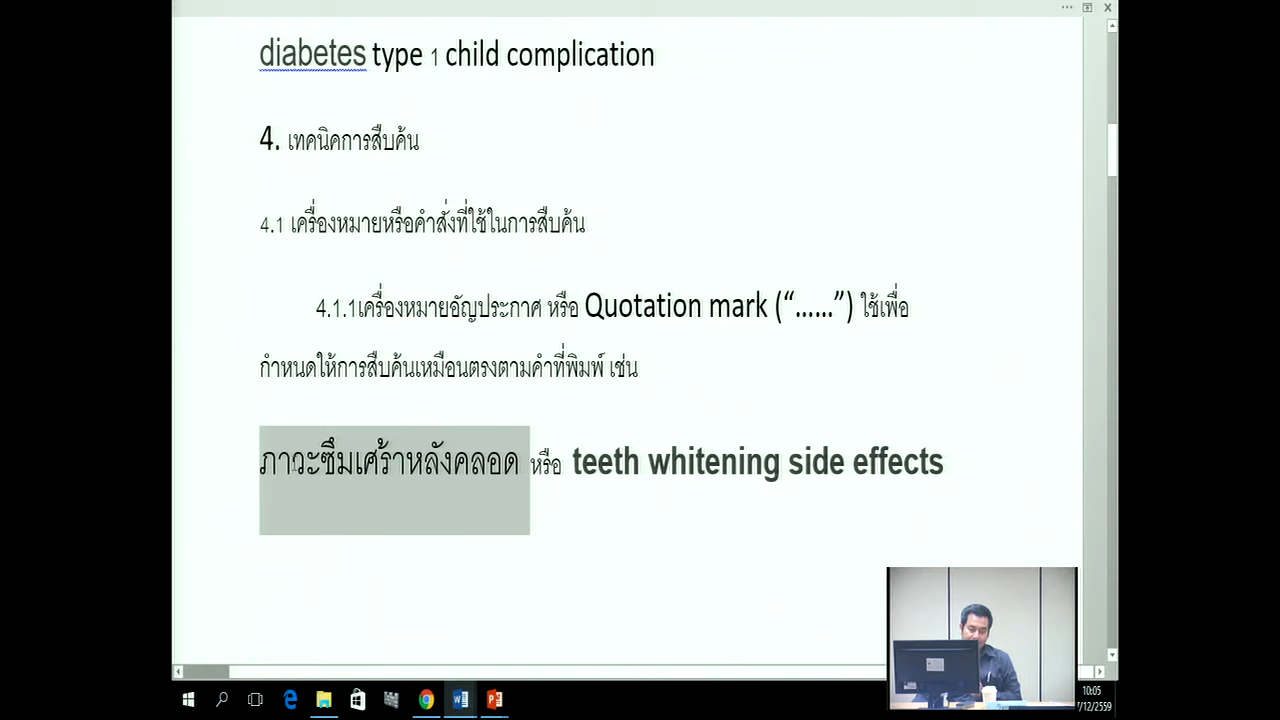 diabetes type 1 child complication
4. เทคนิคการสืบค้น
4.1 เครื่องหมายหรือคำสั่งที่ใช้ในการสืบค้น
4.1.1เครื่องหมายอัญประกาศ หรือ Quotation mark (“……”) ใช้เพื่อ
กำหนดให้การสืบค้นเหมือนตรงตามคำที่พิมพ์ เช่น
ภาวะซึมเศร้าหลังคลอด หรือ teeth whitening side effects
10:05
7/12/2559